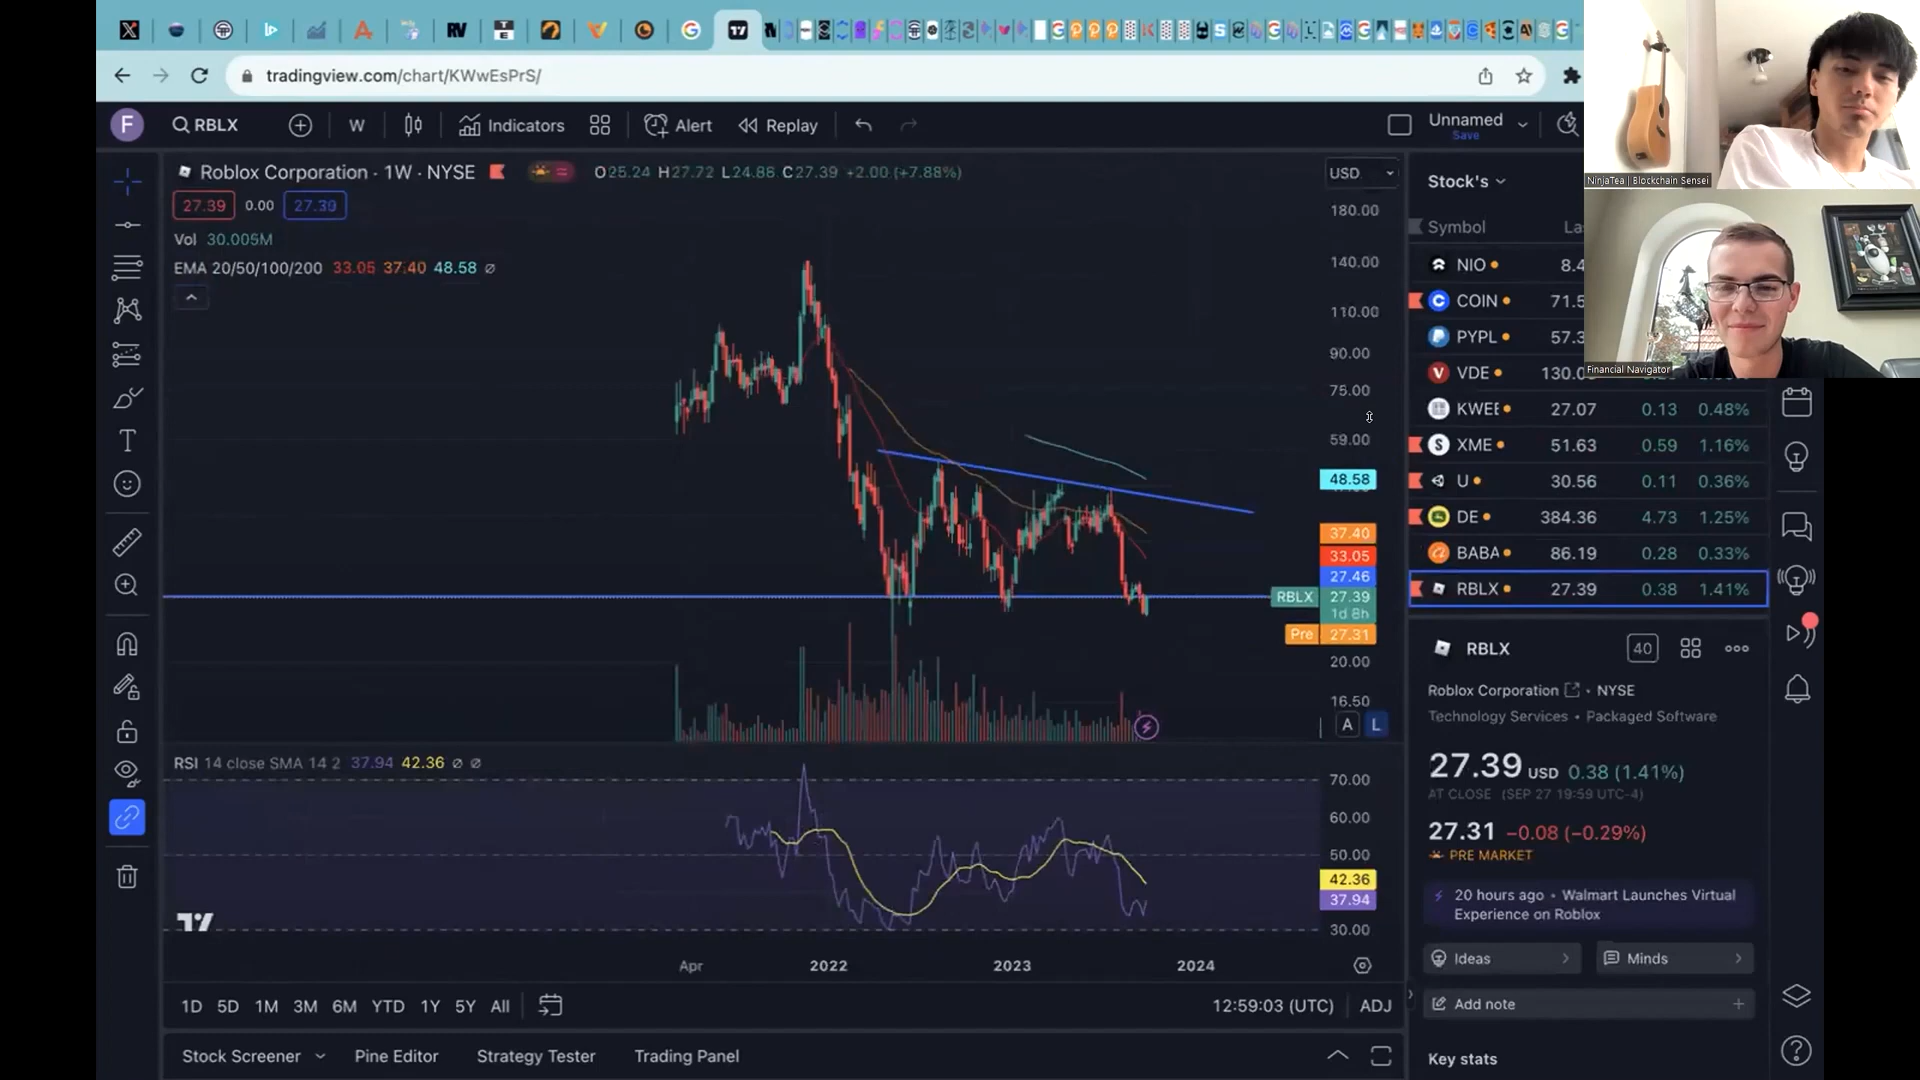 tradingview.com/chart/KWwEsPrS/
F
RBLX
W
Indicators
Alert
Replay
Unnamed
Save
Roblox Corporation · 1W · NYSE
O25.24 H27.72 L24.86 C27.39 +2.00 (+7.88%)
27.39 0.00 27.39
Vol 30.005M
EMA 20/50/100/200 33.05 37.40 48.58 ∅
USD
180.00
140.00
110.00
90.00
75.00
59.00
48.58
37.40
33.05
27.46
RBLX 27.39
1d 8h
Pre 27.31
20.00
16.50
A L
RSI 14 close SMA 14 2 37.94 42.36 ∅ ∅
70.00
60.00
50.00
42.36
37.94
30.00
Apr 2022 2023 2024
1D 5D 1M 3M 6M YTD 1Y 5Y All
12:59:03 (UTC) ADJ
Stock Screener Pine Editor Strategy Tester Trading Panel
Stock's
Symbol
NIO 8.4
COIN 71.5
PYPL 57.3
VDE 130.0
KWEE 27.07 0.13 0.48%
XME 51.63 0.59 1.16%
U 30.56 0.11 0.36%
DE 384.36 4.73 1.25%
BABA 86.19 0.28 0.33%
RBLX 27.39 0.38 1.41%
RBLX
40
Roblox Corporation · NYSE
Technology Services • Packaged Software
27.39 USD 0.38 (1.41%)
AT CLOSE (SEP 27 19:59 UTC-4)
27.31 −0.08 (−0.29%)
PRE MARKET
20 hours ago • Walmart Launches Virtual
Experience on Roblox
Ideas
Minds
Add note
Key stats
NinjaTea | Blockchain Sensei
Financial Navigator